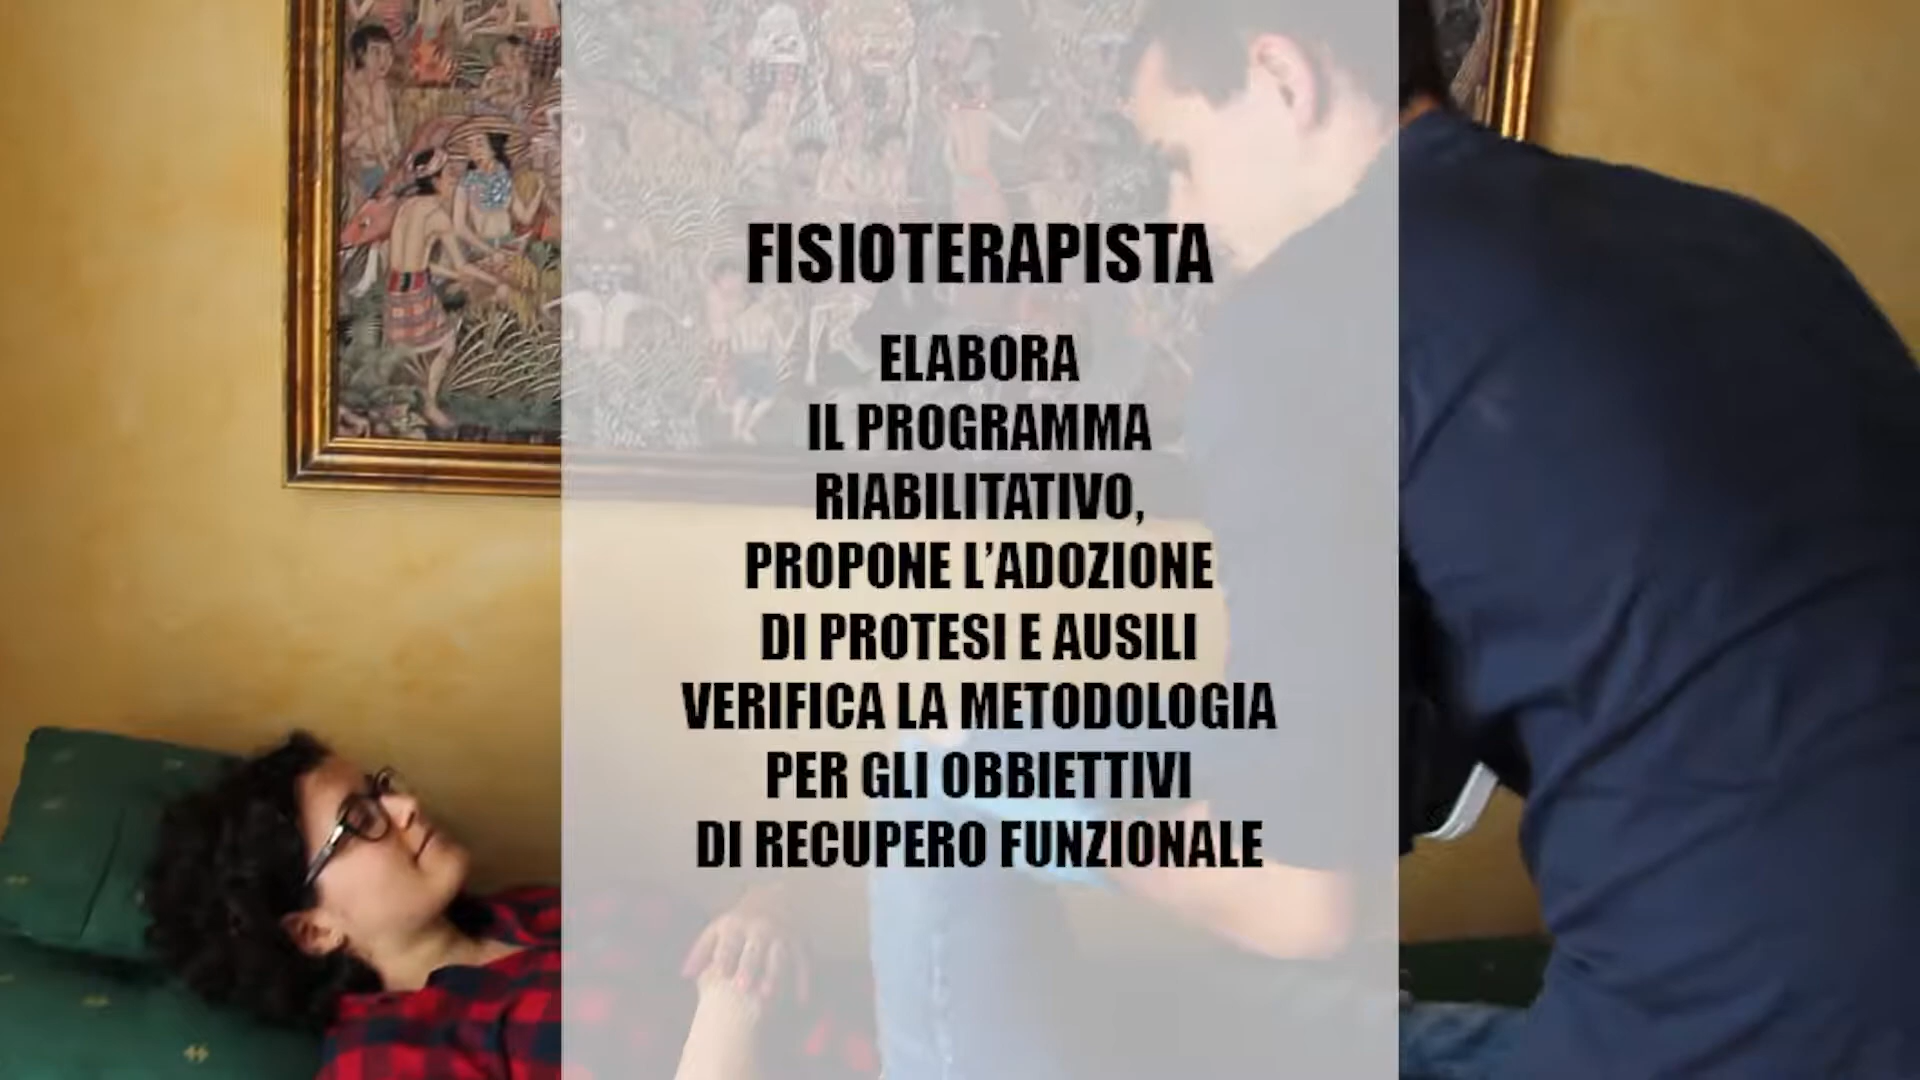 FISIOTERAPISTA
ELABORA
IL PROGRAMMA
RIABILITATIVO,
PROPONE L'ADOZIONE
DI PROTESI E AUSILI
VERIFICA LA METODOLOGIA
PER GLI OBBIETTIVI
DI RECUPERO FUNZIONALE